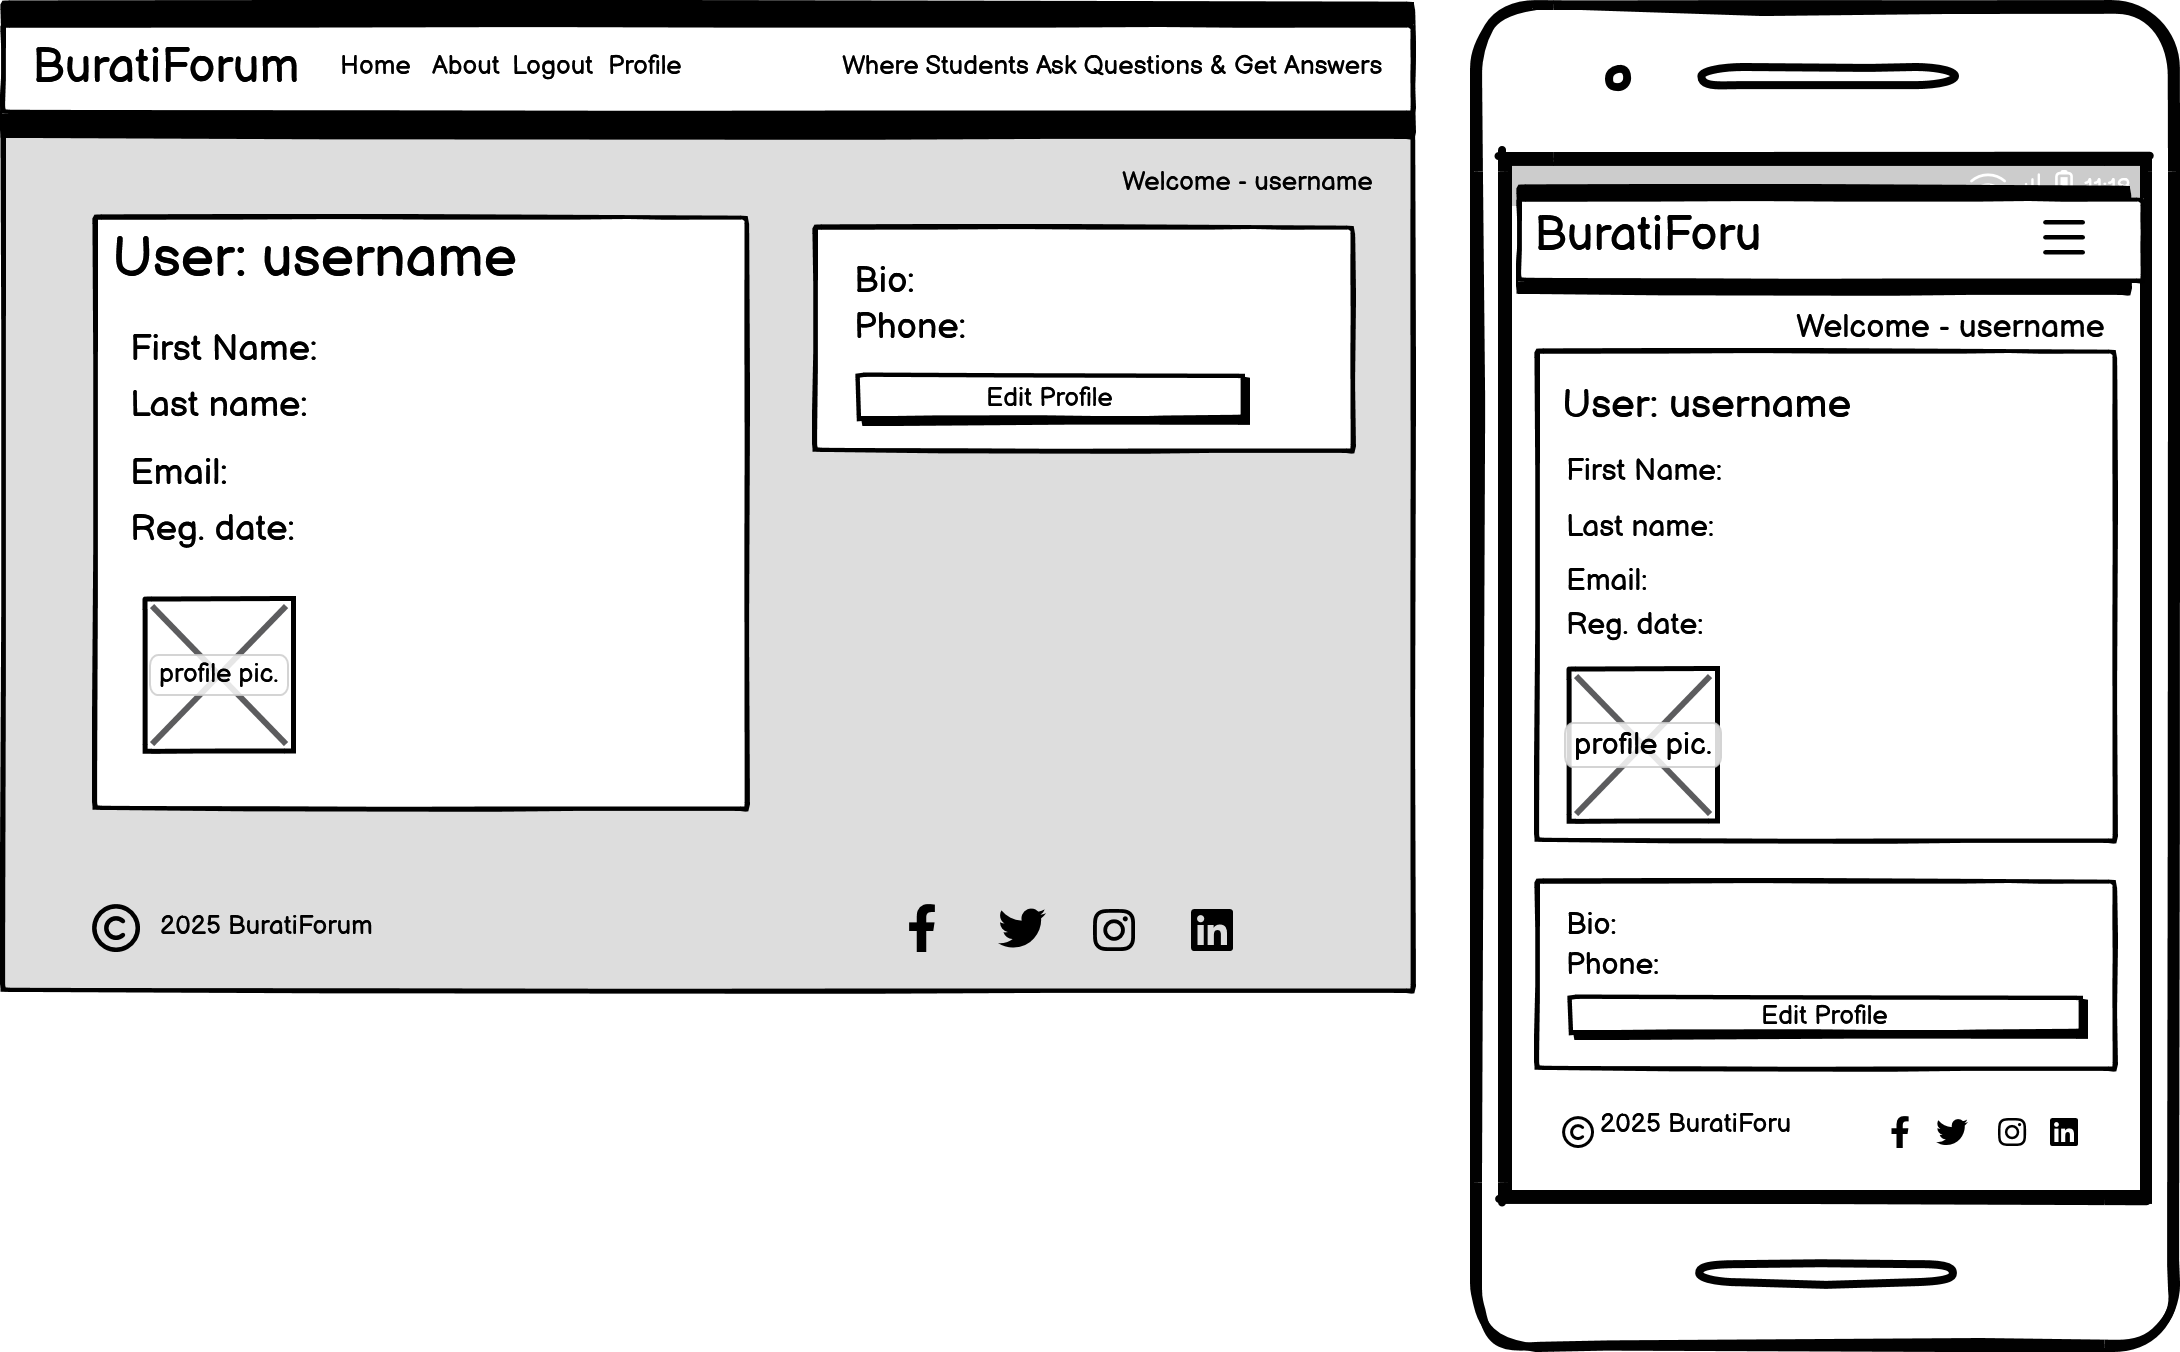 BuratiForum Home About Logout Profile Where Students Ask Questions & Get Answers
Welcome - username
User: username
First Name:
Last name:
Email:
Reg. date:
profile pic.
Bio:
Phone:
Edit Profile
© 2025 BuratiForum
11:18
BuratiForu
Welcome - username
User: username
First Name:
Last name:
Email:
Reg. date:
profile pic.
Bio:
Phone:
Edit Profile
© 2025 BuratiForu